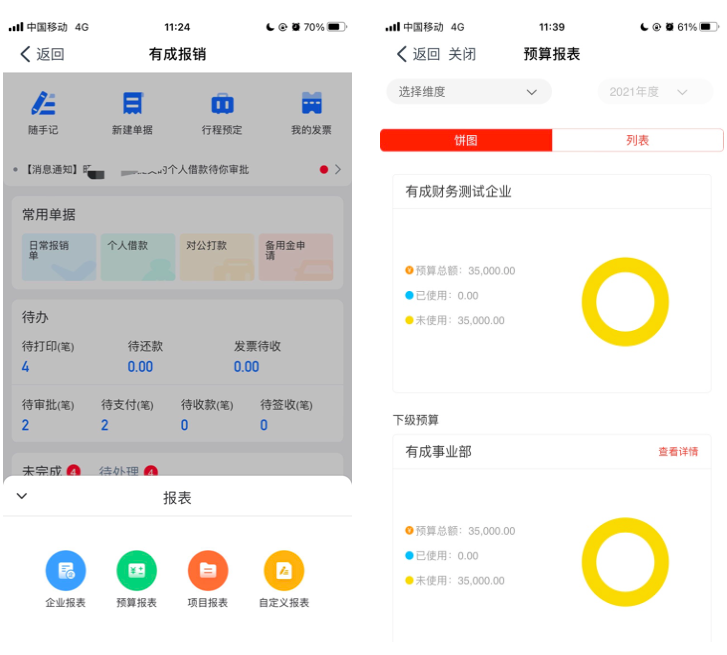 中国移动 4G
11:24
70%
返回
有成报销
随手记
新建单据
行程预定
我的发票
【消息通知】
的个人借款待你审批
常用单据
日常报销单
个人借款
对公打款
备用金申请
待办
待打印(笔)
待还款
发票待收
4
0.00
0.00
待审批(笔)
待支付(笔)
待收款(笔)
待签收(笔)
2
2
0
0
未完成 4
待处理 4
报表
企业报表
预算报表
项目报表
自定义报表
中国移动 4G
11:39
61%
返回 关闭
预算报表
选择维度
2021年度
饼图
列表
有成财务测试企业
预算总额：35,000.00
已使用：0.00
未使用：35,000.00
下级预算
有成事业部
查看详情
预算总额：35,000.00
已使用：0.00
未使用：35,000.00